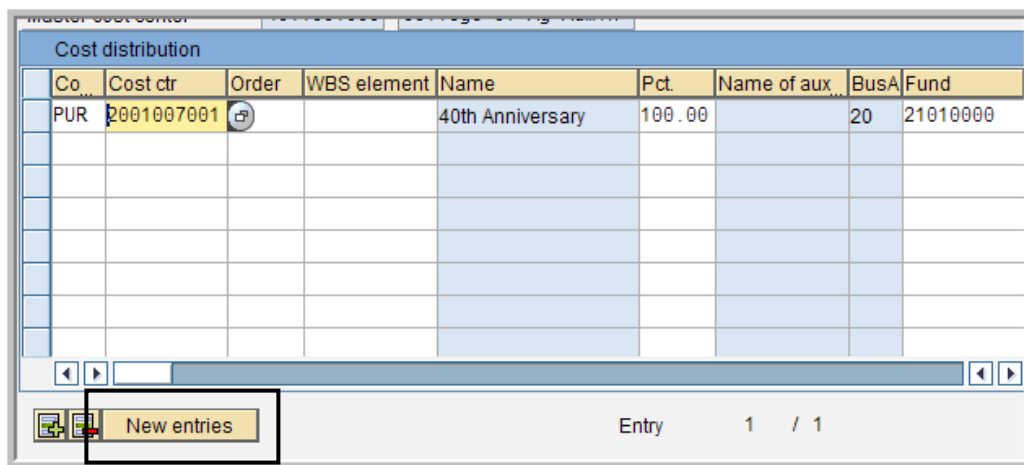 Cost distribution
Co... Cost ctr Order WBS element Name Pct. Name of aux... BusA Fund
PUR 2001007001 40th Anniversary 100.00 20 21010000
New entries Entry 1 / 1